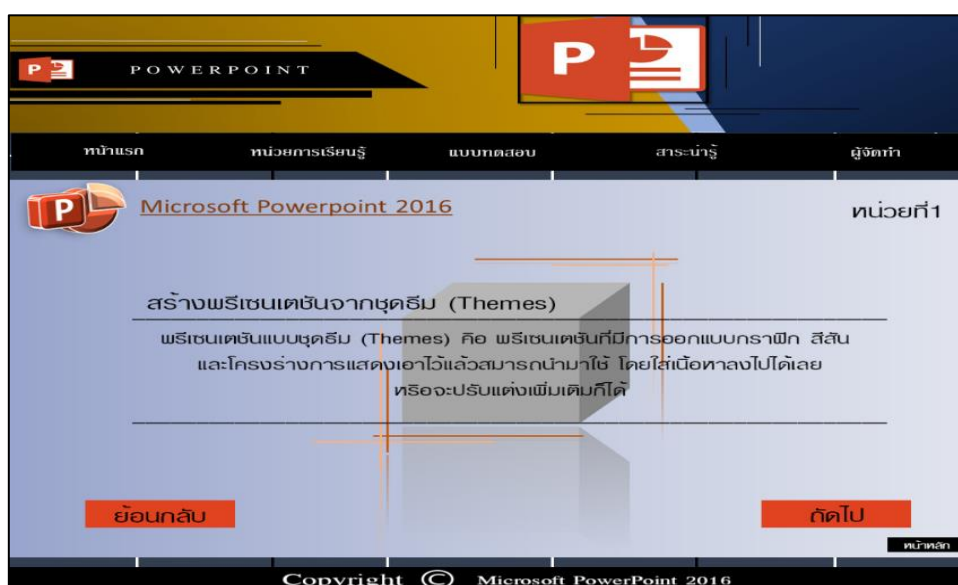 P
POWERPOINT
P
หน้าแรก หน่วยการเรียนรู้ แบบทดสอบ สาระน่ารู้ ผู้จัดทำ
P
Microsoft Powerpoint 2016
หน่วยที่1
สร้างพรีเซนเตชันจากชุดธีม (Themes)
พรีเซนเตชันแบบชุดธีม (Themes) คือ พรีเซนเตชันที่มีการออกแบบกราฟิก สีสัน
และโครงร่างการแสดงเอาไว้แล้วสมารถนำมาใช้ โดยใส่เนื้อหาลงไปได้เลย
หรือจะปรับแต่งเพิ่มเติมก็ได้
ย้อนกลับ
ถัดไป
หน้าหลัก
Copyright © Microsoft PowerPoint 2016